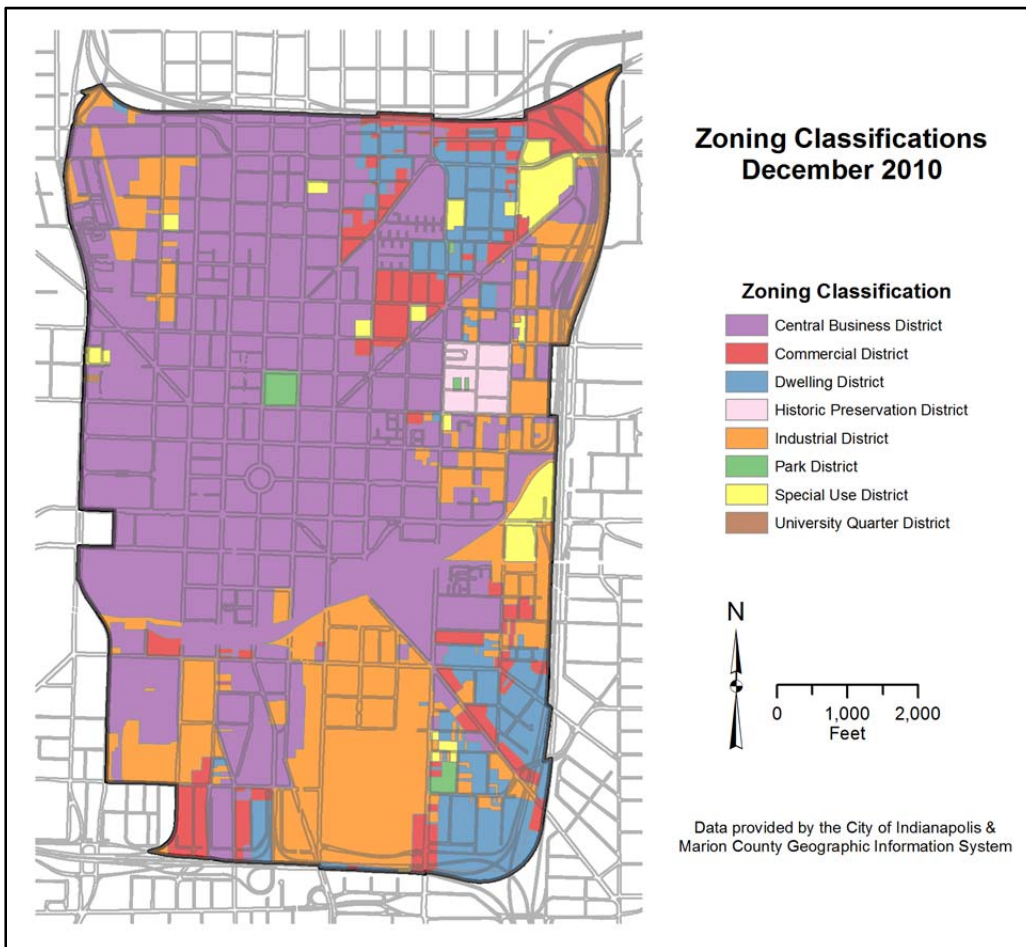 Zoning Classifications
December 2010
Zoning Classification
Central Business District
Commercial District
Dwelling District
Historic Preservation District
Industrial District
Park District
Special Use District
University Quarter District
N
0 1,000 2,000
Feet
Data provided by the City of Indianapolis &
Marion County Geographic Information System